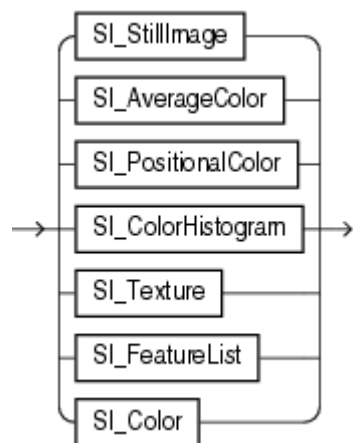 SI_StillImage
SI_AverageColor
SI_PositionalColor
SI_ColorHistogram
SI_Texture
SI_FeatureList
SI_Color